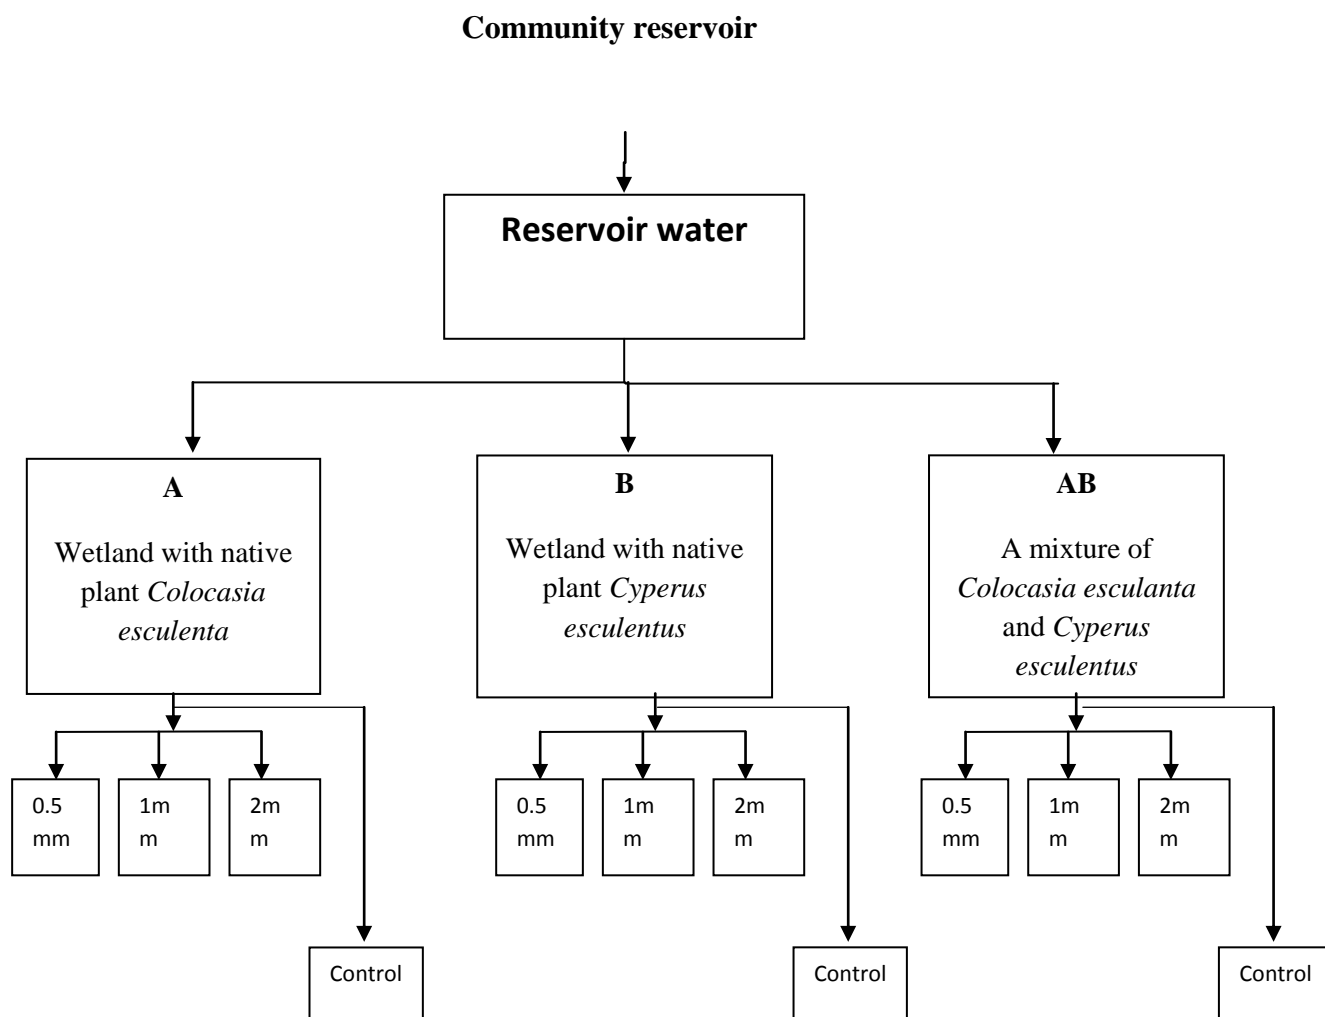 Community reservoir
Reservoir water
A
Wetland with native
plant Colocasia
esculenta
B
Wetland with native
plant Cyperus
esculentus
AB
A mixture of
Colocasia esculanta
and Cyperus
esculentus
0.5
mm
1m
m
2m
m
Control
0.5
mm
1m
m
2m
m
Control
0.5
mm
1m
m
2m
m
Control